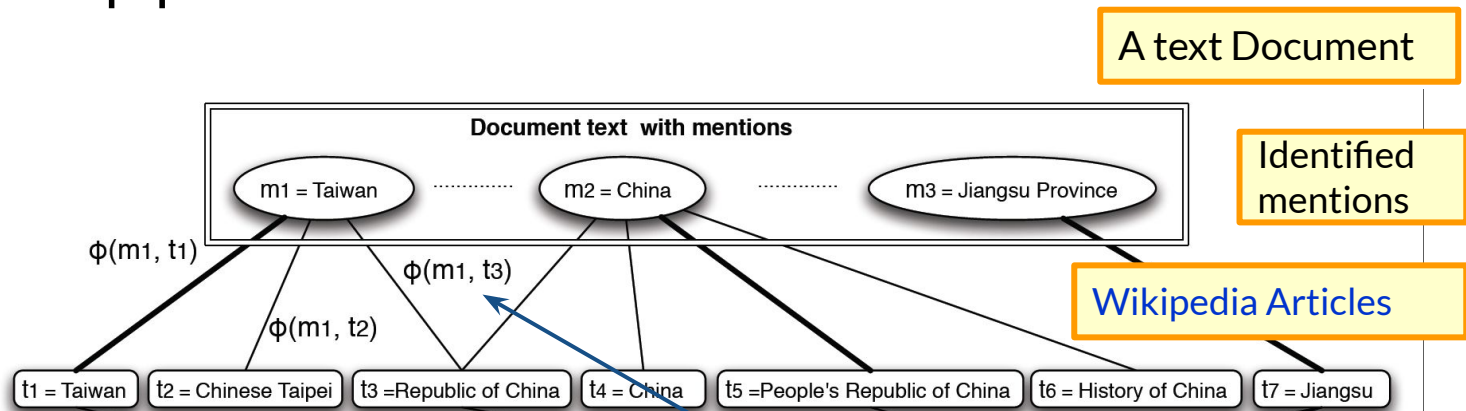 A text Document
Document text with mentions
Identified
mentions
m1 = Taiwan
m2 = China
m3 = Jiangsu Province
ϕ(m1, t1)
ϕ(m1, t3)
Wikipedia Articles
ϕ(m1, t2)
t1 = Taiwan
t2 = Chinese Taipei
t3 =Republic of China
t4 = China
t5 =People's Republic of China
t6 = History of China
t7 = Jiangsu